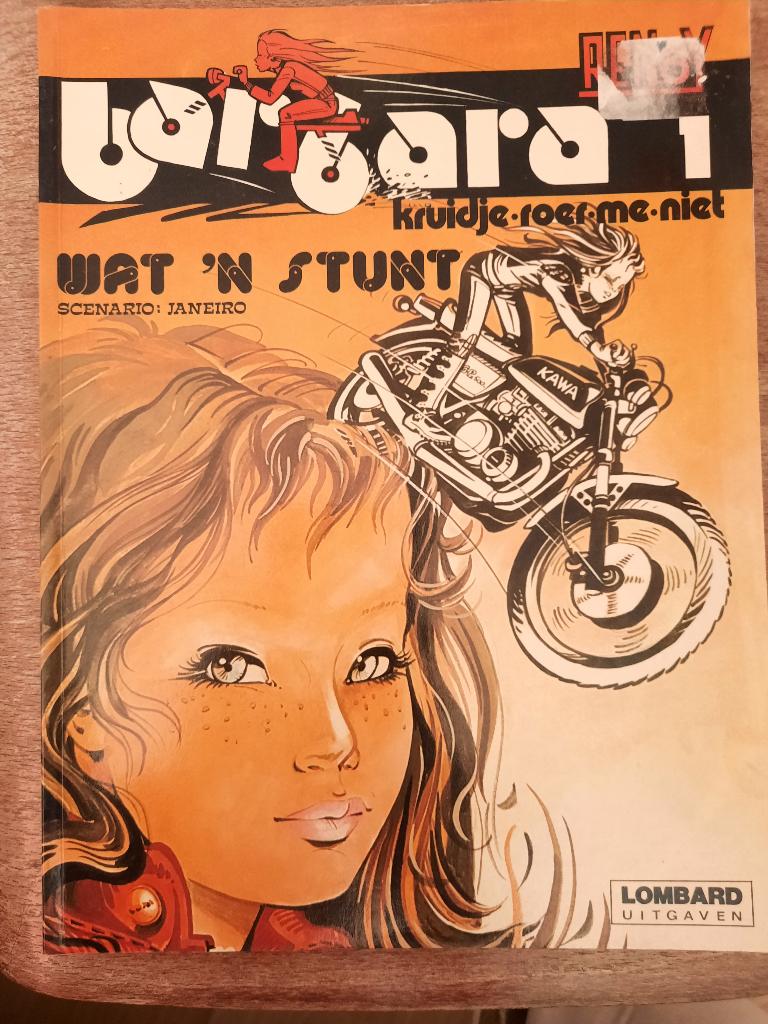 barbara 1
kruidje·roer·me·niet
WAT 'N STUNT
SCENARIO: JANEIRO
KAWA
LOMBARD
UITGAVEN